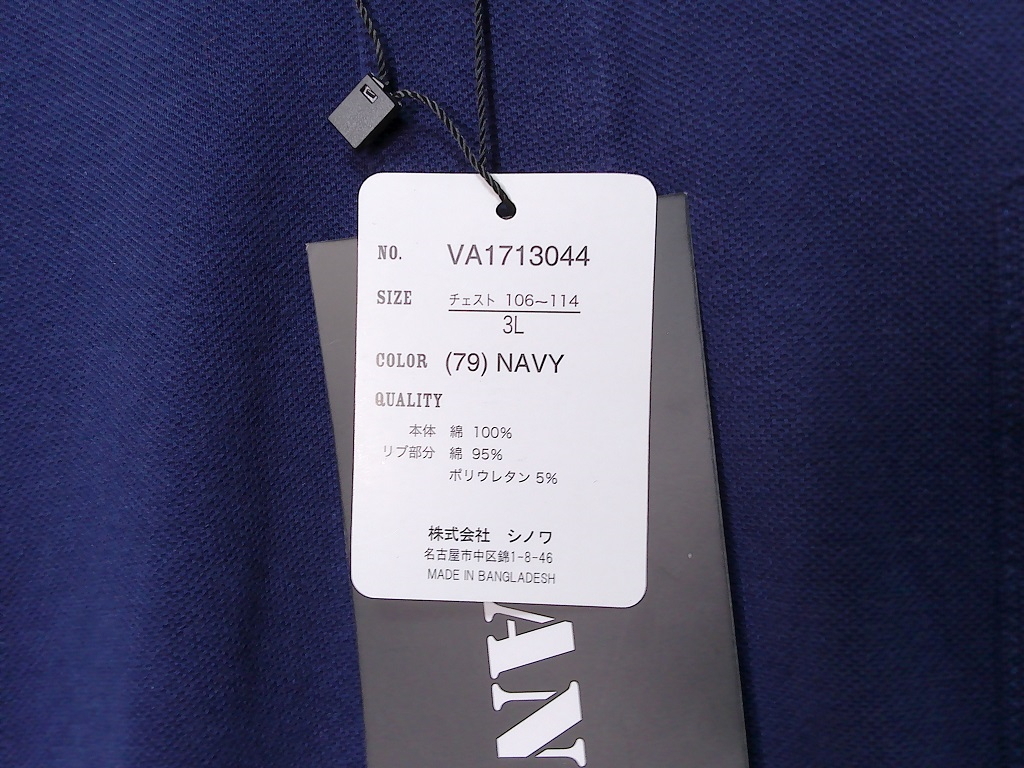 NO. VA1713044
SIZE チェスト 106〜114
3L
COLOR (79) NAVY
QUALITY
本体 綿 100%
リブ部分 綿 95%
ポリウレタン 5%
株式会社 シノワ
名古屋市中区錦1-8-46
MADE IN BANGLADESH
AN